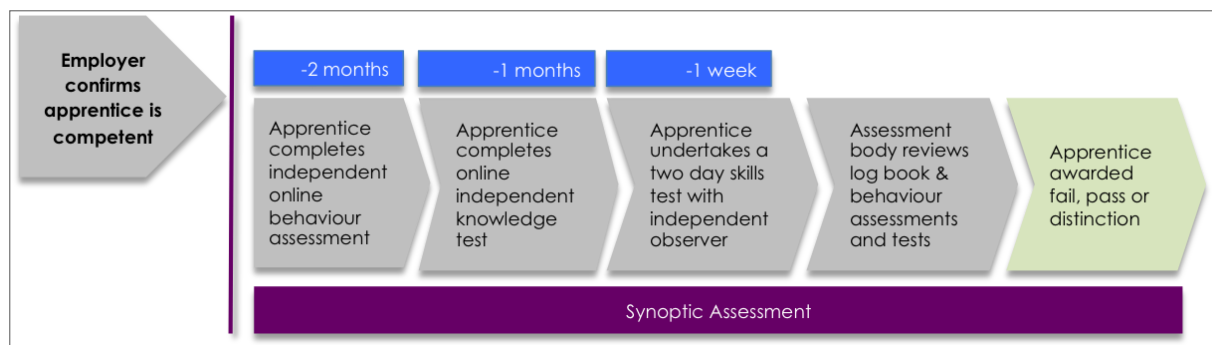 Employer
confirms
apprentice is
competent
-2 months
-1 months
-1 week
Apprentice
completes
independent
online
behaviour
assessment
Apprentice
completes
online
independent
knowledge
test
Apprentice
undertakes a
two day skills
test with
independent
observer
Assessment
body reviews
log book &
behaviour
assessments
and tests
Apprentice
awarded
fail, pass or
distinction
Synoptic Assessment